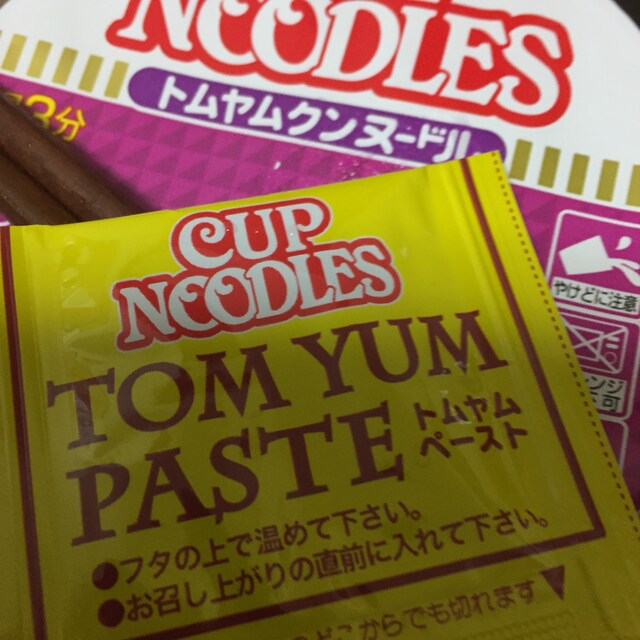 NOODLES
トムヤムクンヌードル
3分
やけどに注意
CUP
NOODLES
TOM YUM
PASTE
トムヤム
ペースト
●フタの上で温めて下さい。
●お召し上がりの直前に入れて下さい。
どこからでも切れます▼